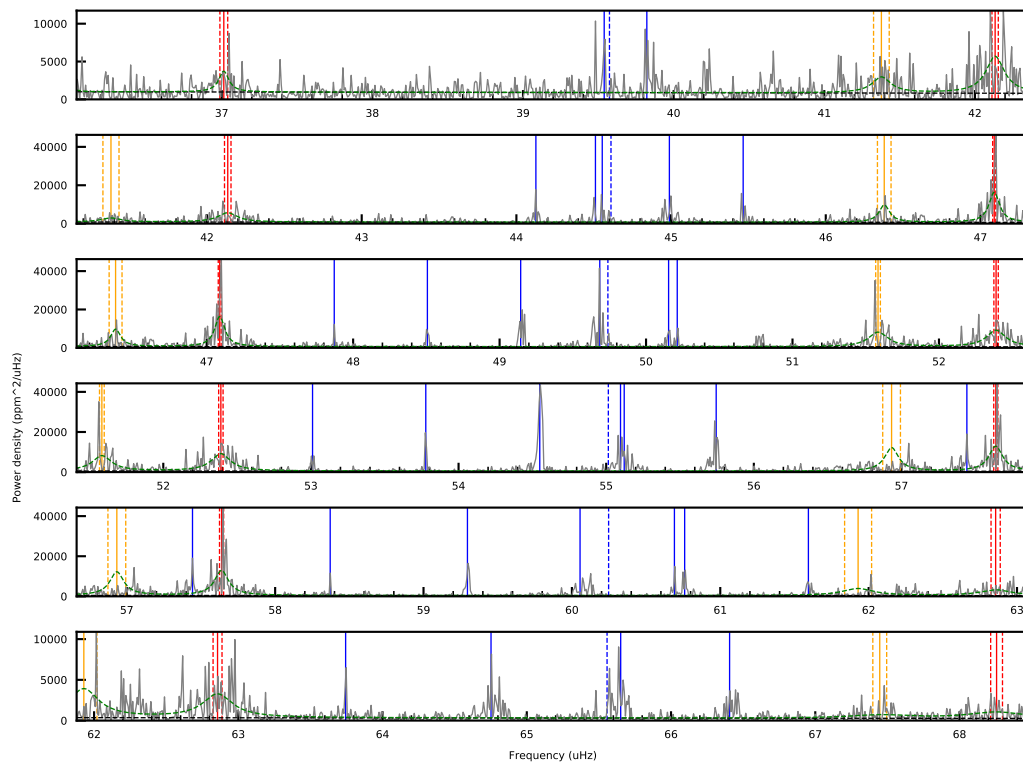 10000
5000
0
37 38 39 40 41 42
40000
20000
0
42 43 44 45 46 47
40000
20000
0
47 48 49 50 51 52
Power density (ppm^2/uHz)
40000
20000
0
52 53 54 55 56 57
40000
20000
0
57 58 59 60 61 62 63
10000
5000
0
62 63 64 65 66 67 68
Frequency (uHz)